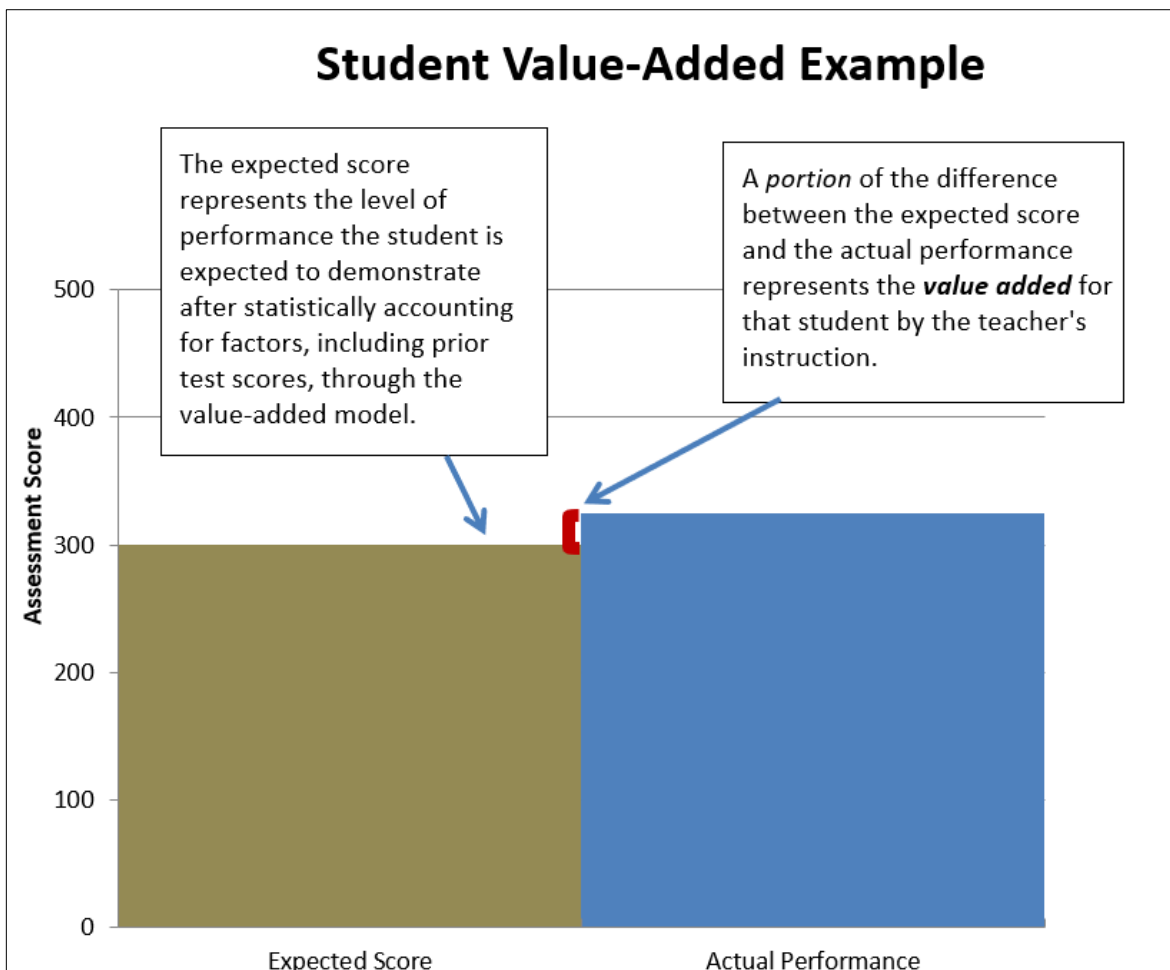 Student Value-Added Example
The expected score
represents the level of
performance the student is
expected to demonstrate
after statistically accounting
for factors, including prior
test scores, through the
value-added model.
A portion of the difference
between the expected score
and the actual performance
represents the value added for
that student by the teacher's
instruction.
Assessment Score
500
400
300
200
100
0
Expected Score
Actual Performance